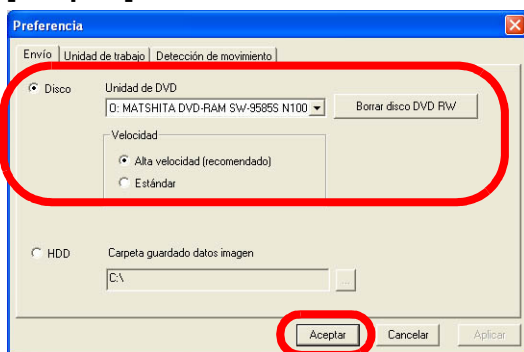 Preferencia
Envío Unidad de trabajo Detección de movimiento
Disco Unidad de DVD
O: MATSHITA DVD-RAM SW-9585S N100 Borrar disco DVD RW
Velocidad
Alta velocidad (recomendado)
Estándar
HDD Carpeta guardado datos imagen
C:\ ...
Aceptar Cancelar Aplicar